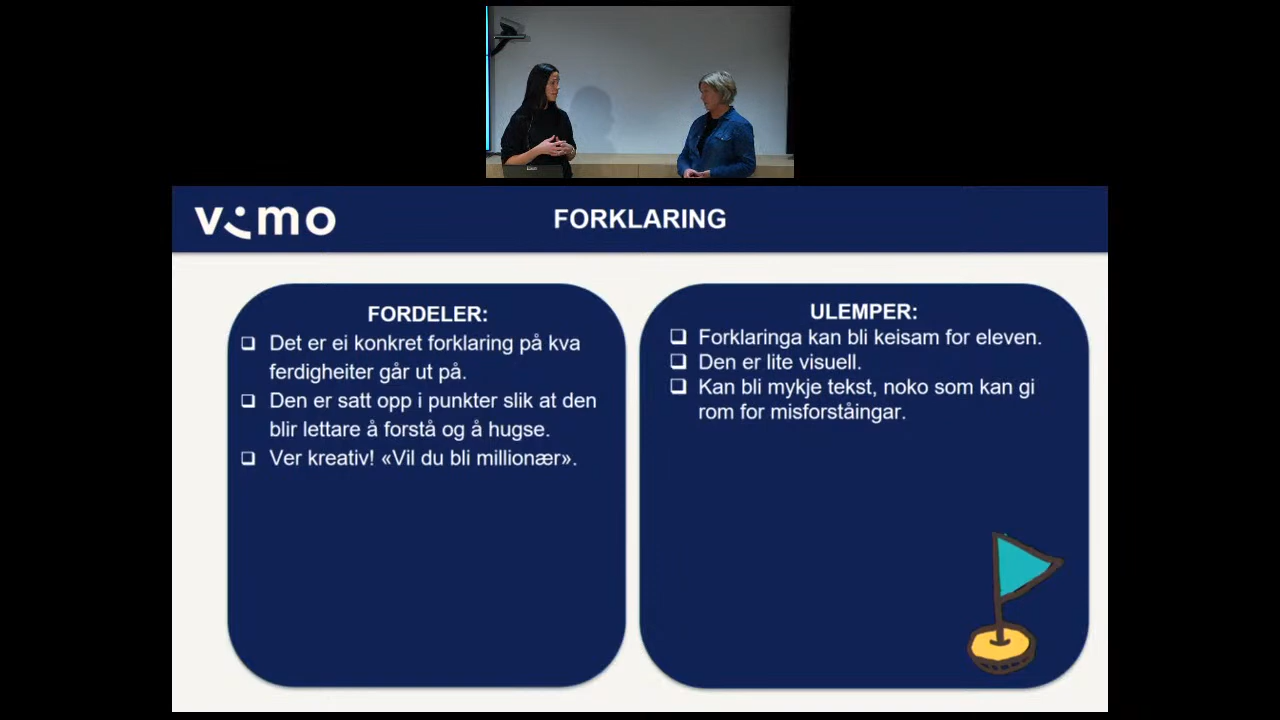 vimo
FORKLARING
FORDELER:
❑ Det er ei konkret forklaring på kva
ferdigheiter går ut på.
❑ Den er satt opp i punkter slik at den
blir lettare å forstå og å hugse.
❑ Ver kreativ! «Vil du bli millionær».
ULEMPER:
❑ Forklaringa kan bli keisam for eleven.
❑ Den er lite visuell.
❑ Kan bli mykje tekst, noko som kan gi
rom for misforståingar.